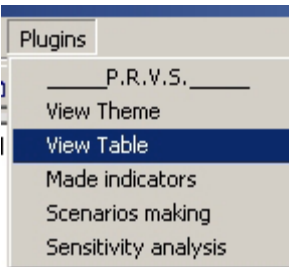 Plugins
_____P.R.V.S._____
View Theme
View Table
Made indicators
Scenarios making
Sensitivity analysis